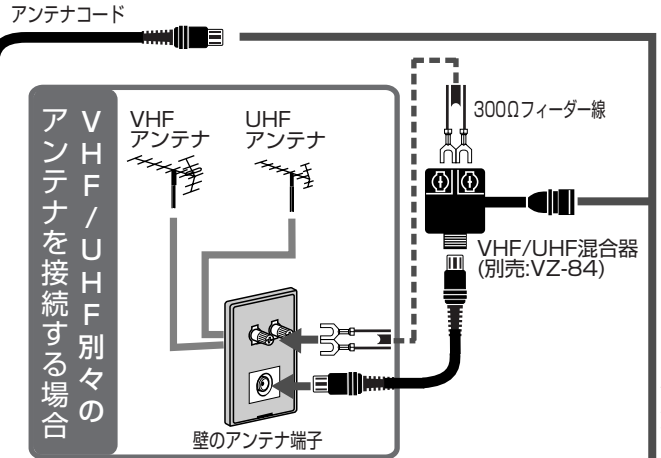 アンテナコード
VHF/UHF別々の
アンテナを接続する場合
VHF
アンテナ
UHF
アンテナ
300Ωフィーダー線
VHF/UHF混合器
(別売:VZ-84)
壁のアンテナ端子